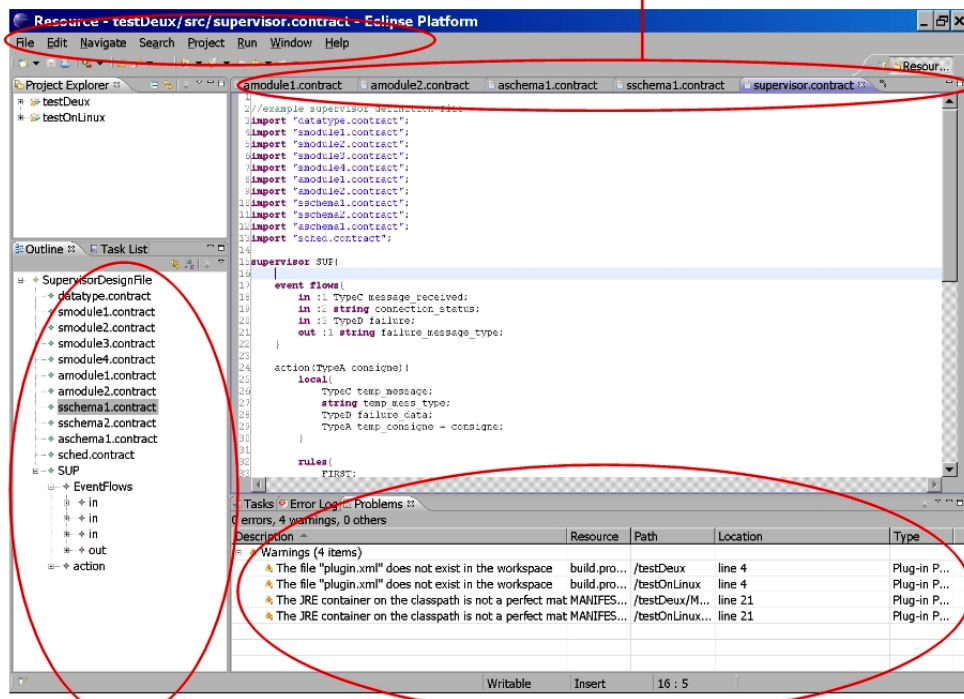 Resource - testDeux/src/supervisor.contract - Eclipse Platform
File Edit Navigate Search Project Run Window Help
Resour...
Project Explorer
testDeux
testOnLinux
amodule1.contract amodule2.contract aschema1.contract sschema1.contract supervisor.contract
1
2 //example supervisor definition file
3 import "datatype.contract";
4 import "smodule1.contract";
5 import "smodule2.contract";
6 import "smodule3.contract";
7 import "smodule4.contract";
8 import "amodule1.contract";
9 import "amodule2.contract";
10 import "sschema1.contract";
11 import "sschema2.contract";
12 import "aschema1.contract";
13 import "sched.contract";
14
15 supervisor SUP{
16
17 event flows{
18 in :1 TypeC message_received;
19 in :2 string connection_status;
20 in :3 TypeD failure;
21 out :1 string failure_message_type;
22 }
23
24 action(TypeA consigne){
25 local{
26 TypeC temp_message;
27 string temp_mess_type;
28 TypeD failure_data;
29 TypeA temp_consigne = consigne;
30 }
31
32 rules{
33 FIRST:
Outline Task List
SupervisorDesignFile
datatype.contract
smodule1.contract
smodule2.contract
smodule3.contract
smodule4.contract
amodule1.contract
amodule2.contract
sschema1.contract
sschema2.contract
aschema1.contract
sched.contract
SUP
EventFlows
in
in
in
out
action
Tasks Error Log Problems
0 errors, 4 warnings, 0 others
Description Resource Path Location Type
Warnings (4 items)
The file "plugin.xml" does not exist in the workspace build.pro... /testDeux line 4 Plug-in P...
The file "plugin.xml" does not exist in the workspace build.pro... /testOnLinux line 4 Plug-in P...
The JRE container on the classpath is not a perfect mat MANIFES... /testDeux/M... line 21 Plug-in P...
The JRE container on the classpath is not a perfect mat MANIFES... /testOnLinux... line 21 Plug-in P...
Writable Insert 16 : 5